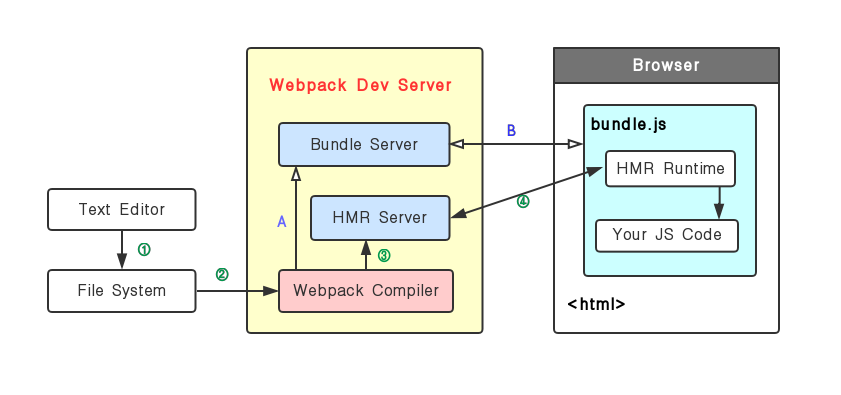 Browser
Webpack Dev Server
bundle.js
Bundle Server
B
HMR Runtime
Text Editor
HMR Server
④
A
Your JS Code
①
③
②
File System
Webpack Compiler
<html>